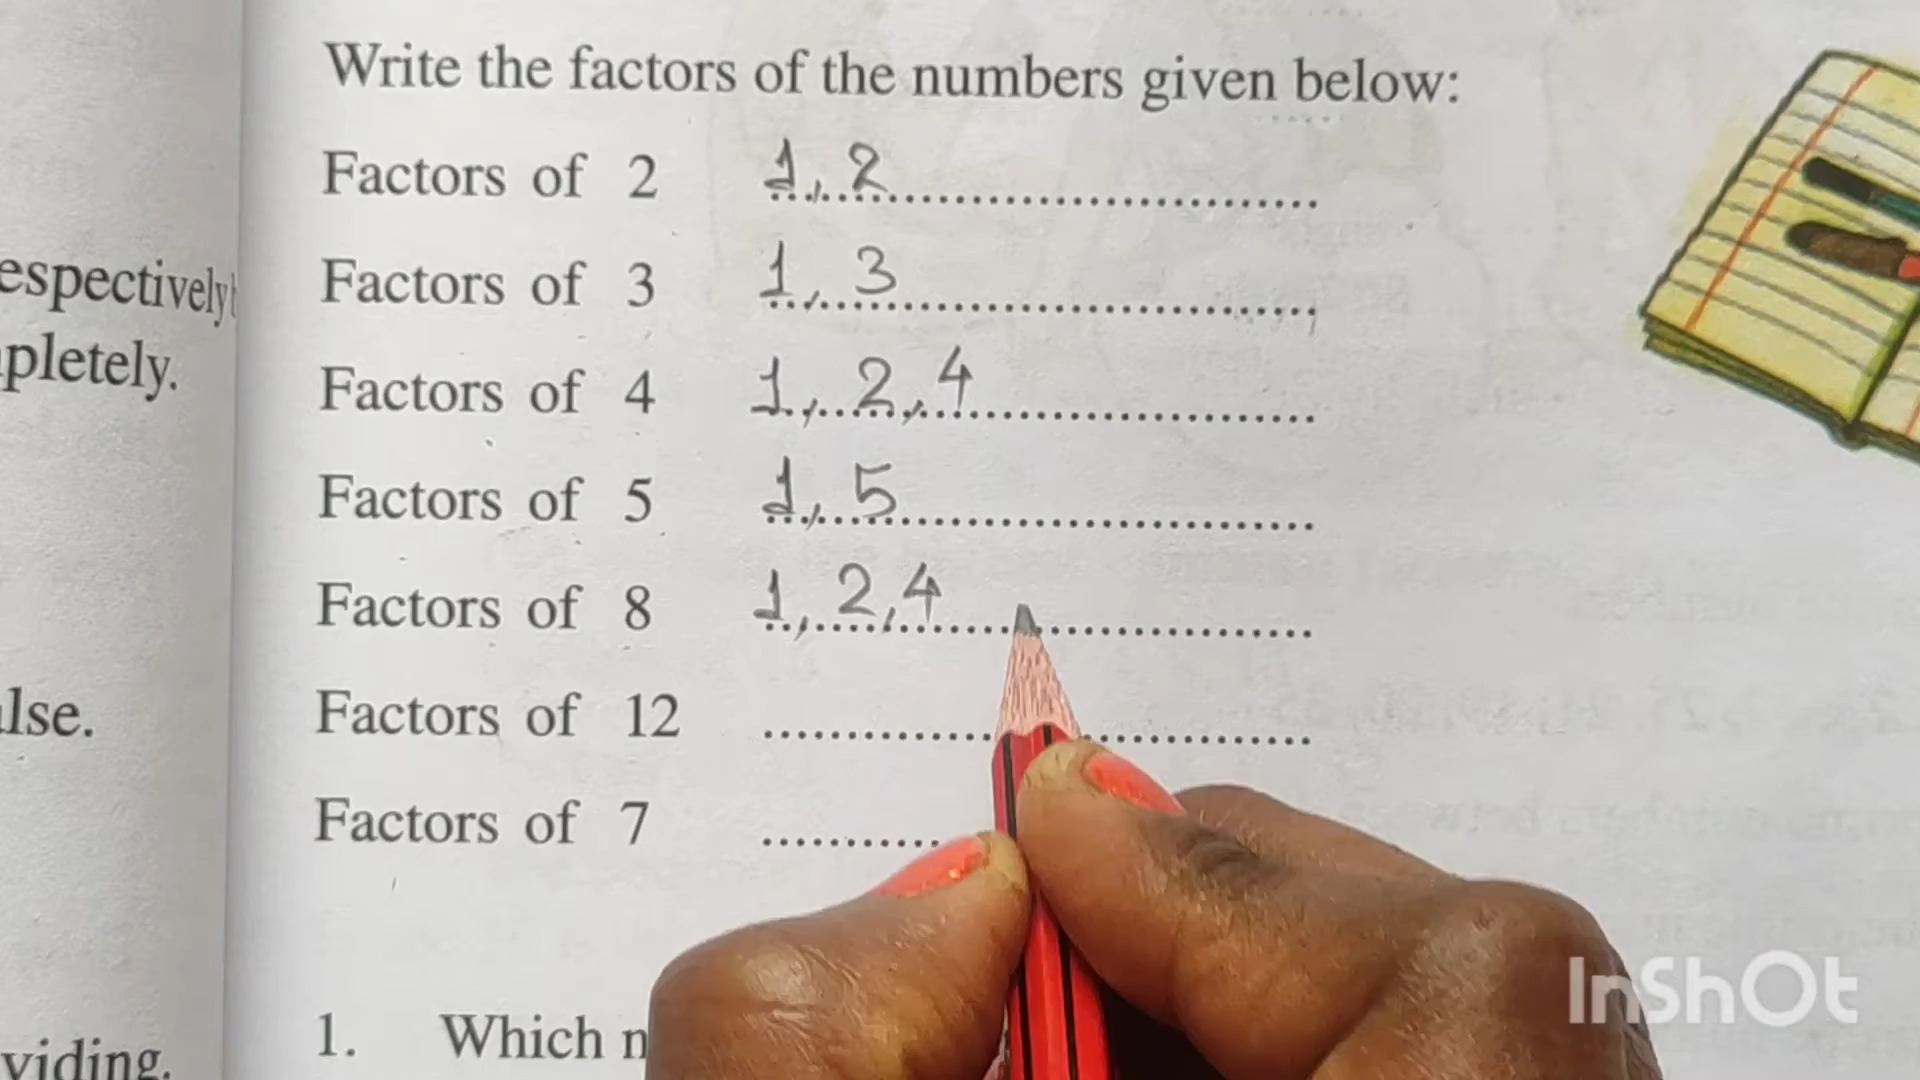 Write the factors of the numbers given below:
Factors of 2 1, 2
espectively
Factors of 3 1, 3
pletely.
Factors of 4 1, 2, 4
Factors of 5 1, 5
Factors of 8 1, 2, 4
lse.
Factors of 12
Factors of 7
1. Which n
viding.
InShOt